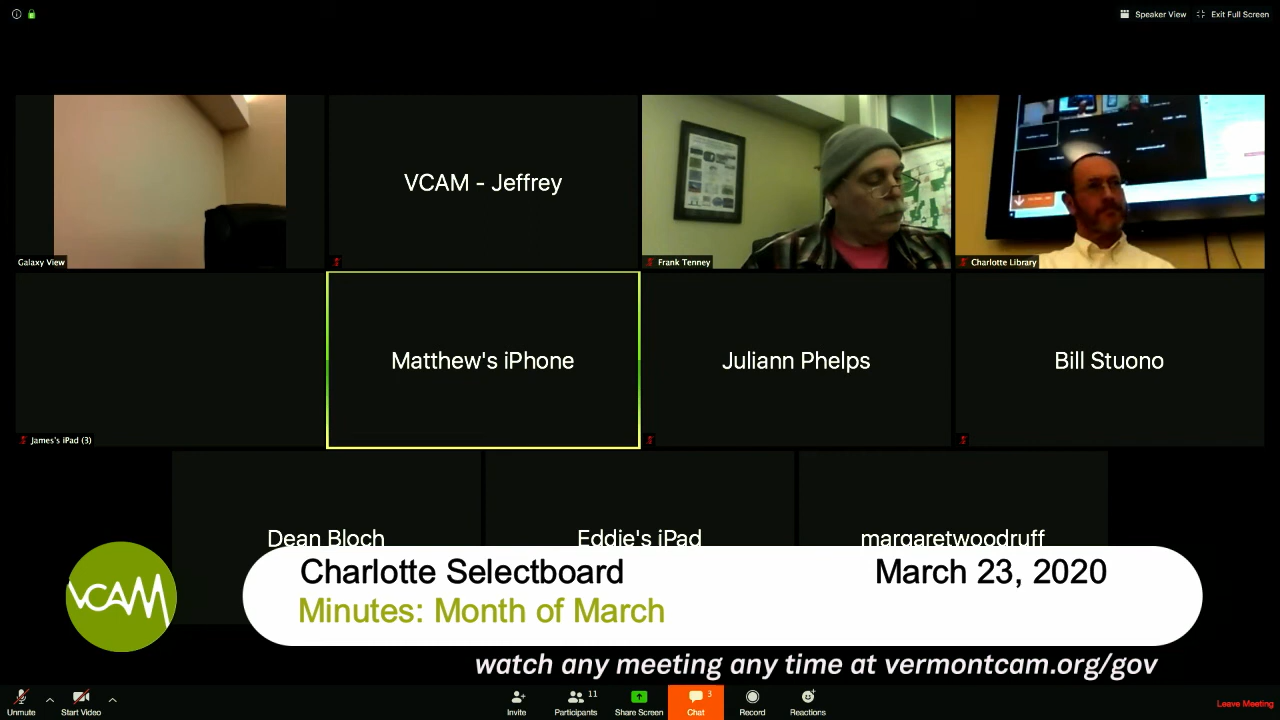 Speaker View
Exit Full Screen
VCAM - Jeffrey
Galaxy View
Frank Tenney
Charlotte Library
Matthew's iPhone
Juliann Phelps
Bill Stuono
James's iPad (3)
Dean Bloch
Eddie's iPad
margaretwoodruff
Charlotte Selectboard
March 23, 2020
Minutes: Month of March
VCAM
watch any meeting any time at vermontcam.org/gov
11
3
Unmute
Start Video
Invite
Participants
Share Screen
Chat
Record
Reactions
Leave Meeting